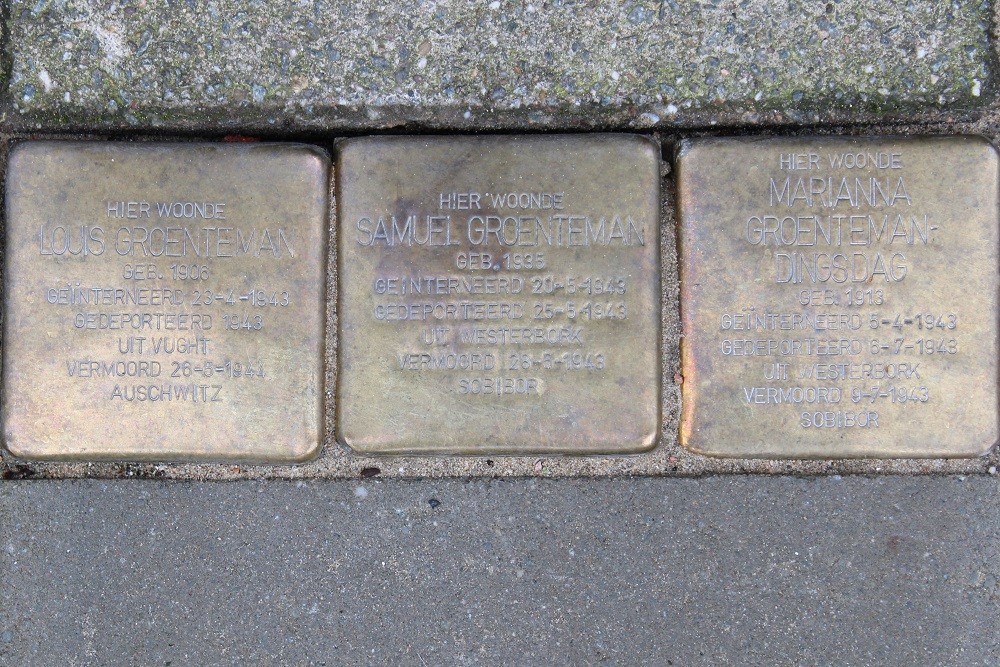 HIER WOONDE
LOUIS GROENTEMAN
GEB. 1906
GEÏNTERNEERD 23-4-1943
GEDEPORTEERD 1943
UIT VUGHT
VERMOORD 26-5-1944
AUSCHWITZ
HIER WOONDE
SAMUEL GROENTEMAN
GEB. 1935
GEÏNTERNEERD 20-5-1943
GEDEPORTEERD 25-5-1943
UIT WESTERBORK
VERMOORD 28-5-1943
SOBIBOR
HIER WOONDE
MARIANNA
GROENTEMAN-
DINGSDAG
GEB. 1913
GEÏNTERNEERD 5-4-1943
GEDEPORTEERD 6-7-1943
UIT WESTERBORK
VERMOORD 9-7-1943
SOBIBOR